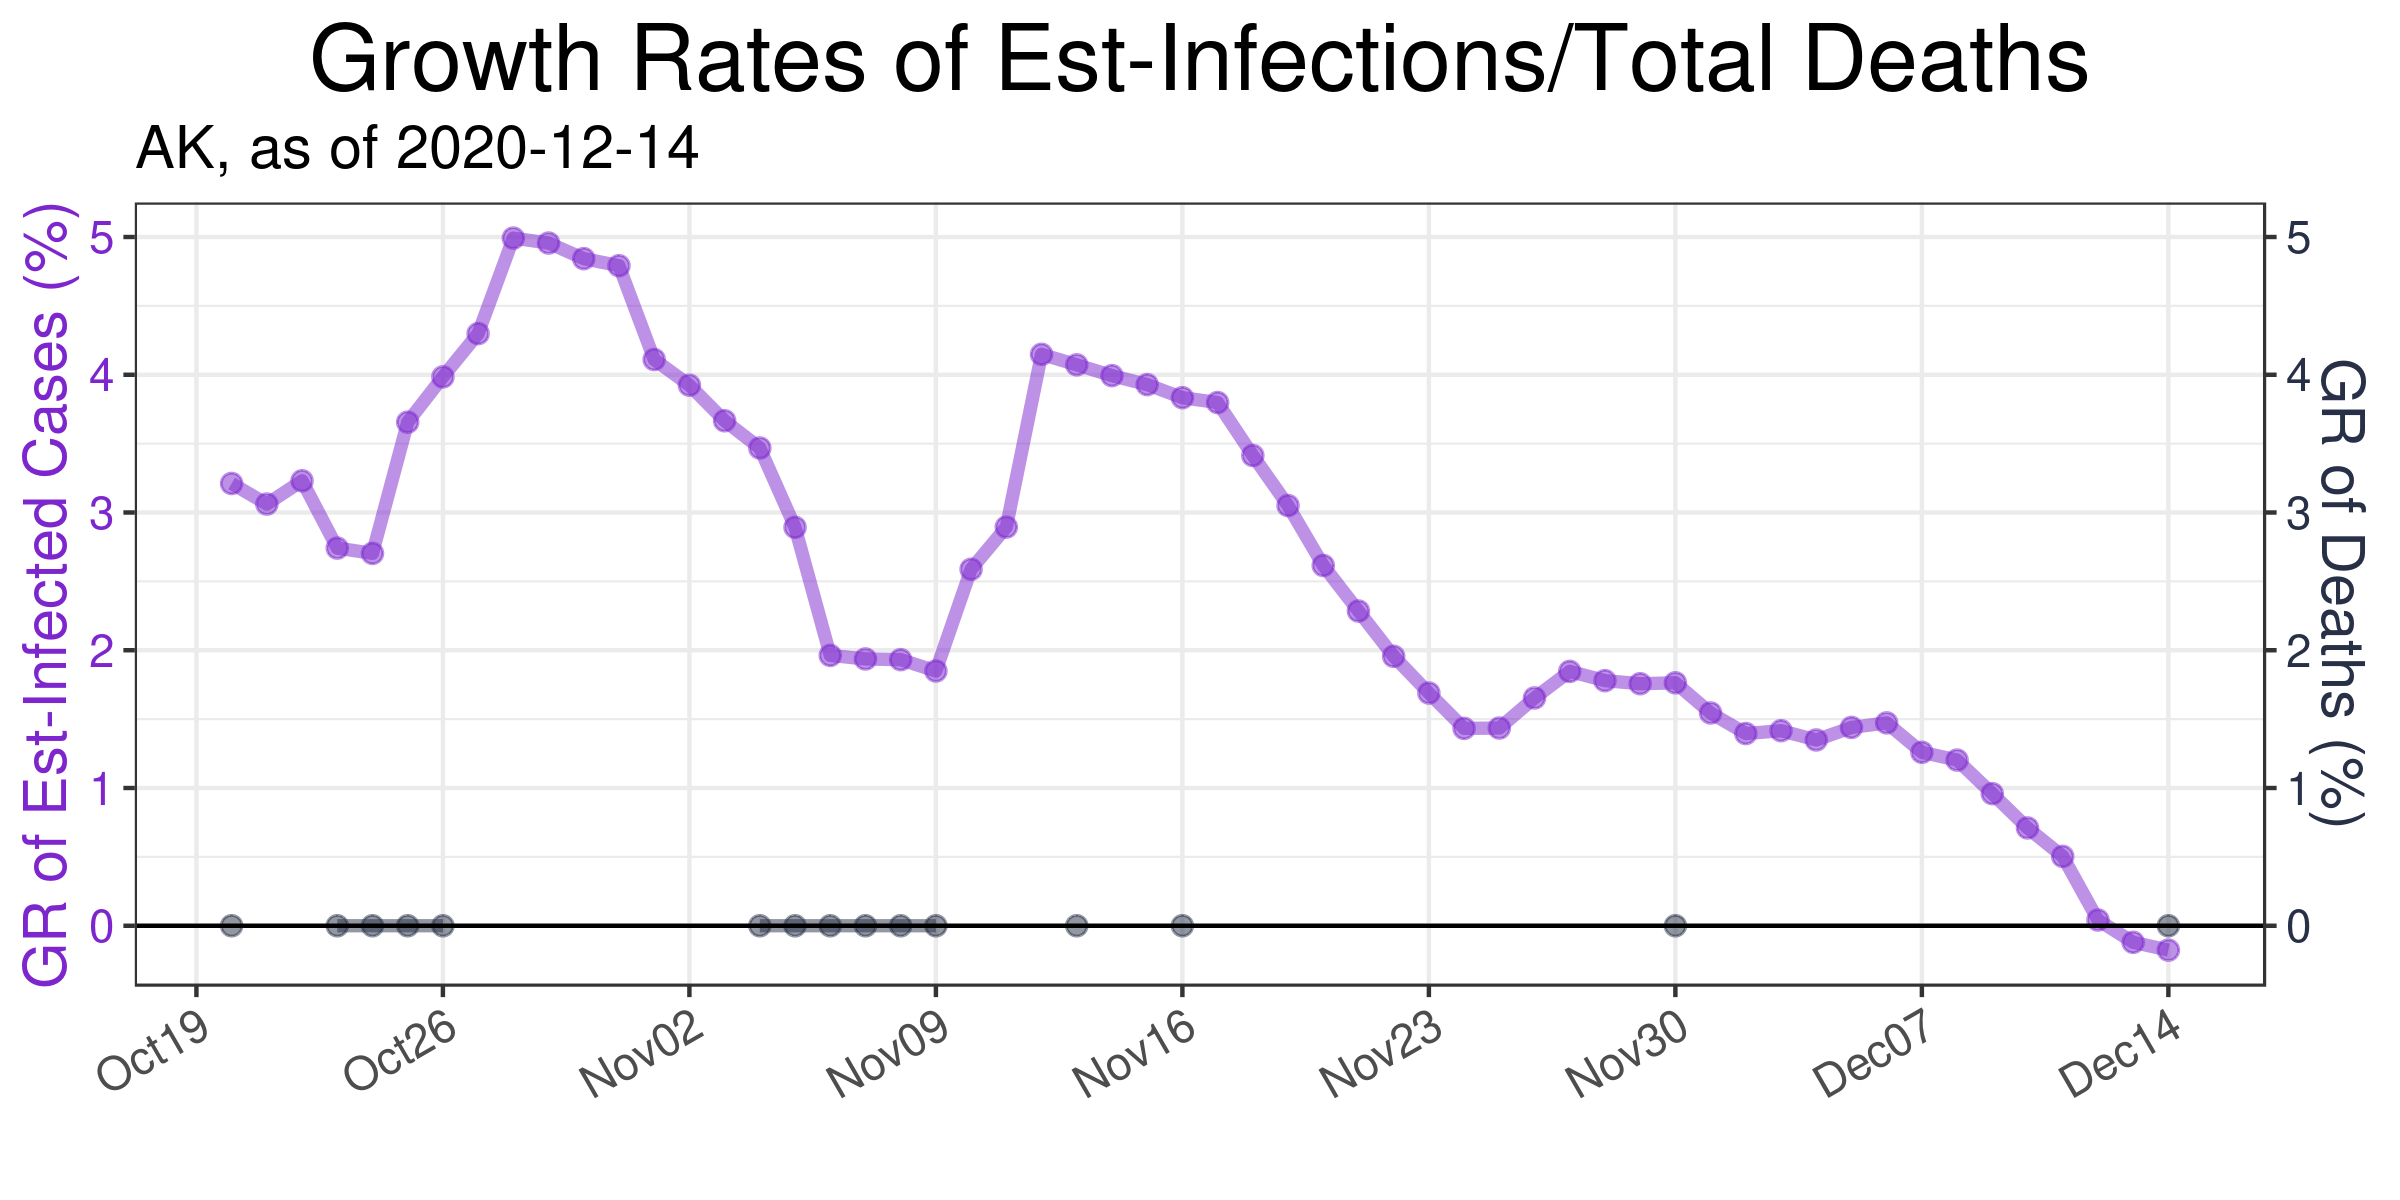 Growth Rates of Est-Infections/Total Deaths
AK, as of 2020-12-14
GR of Est-Infected Cases (%)
5
4
3
2
1
0
5
4
3
2
1
0
GR of Deaths (%)
Oct19
Oct26
Nov02
Nov09
Nov16
Nov23
Nov30
Dec07
Dec14